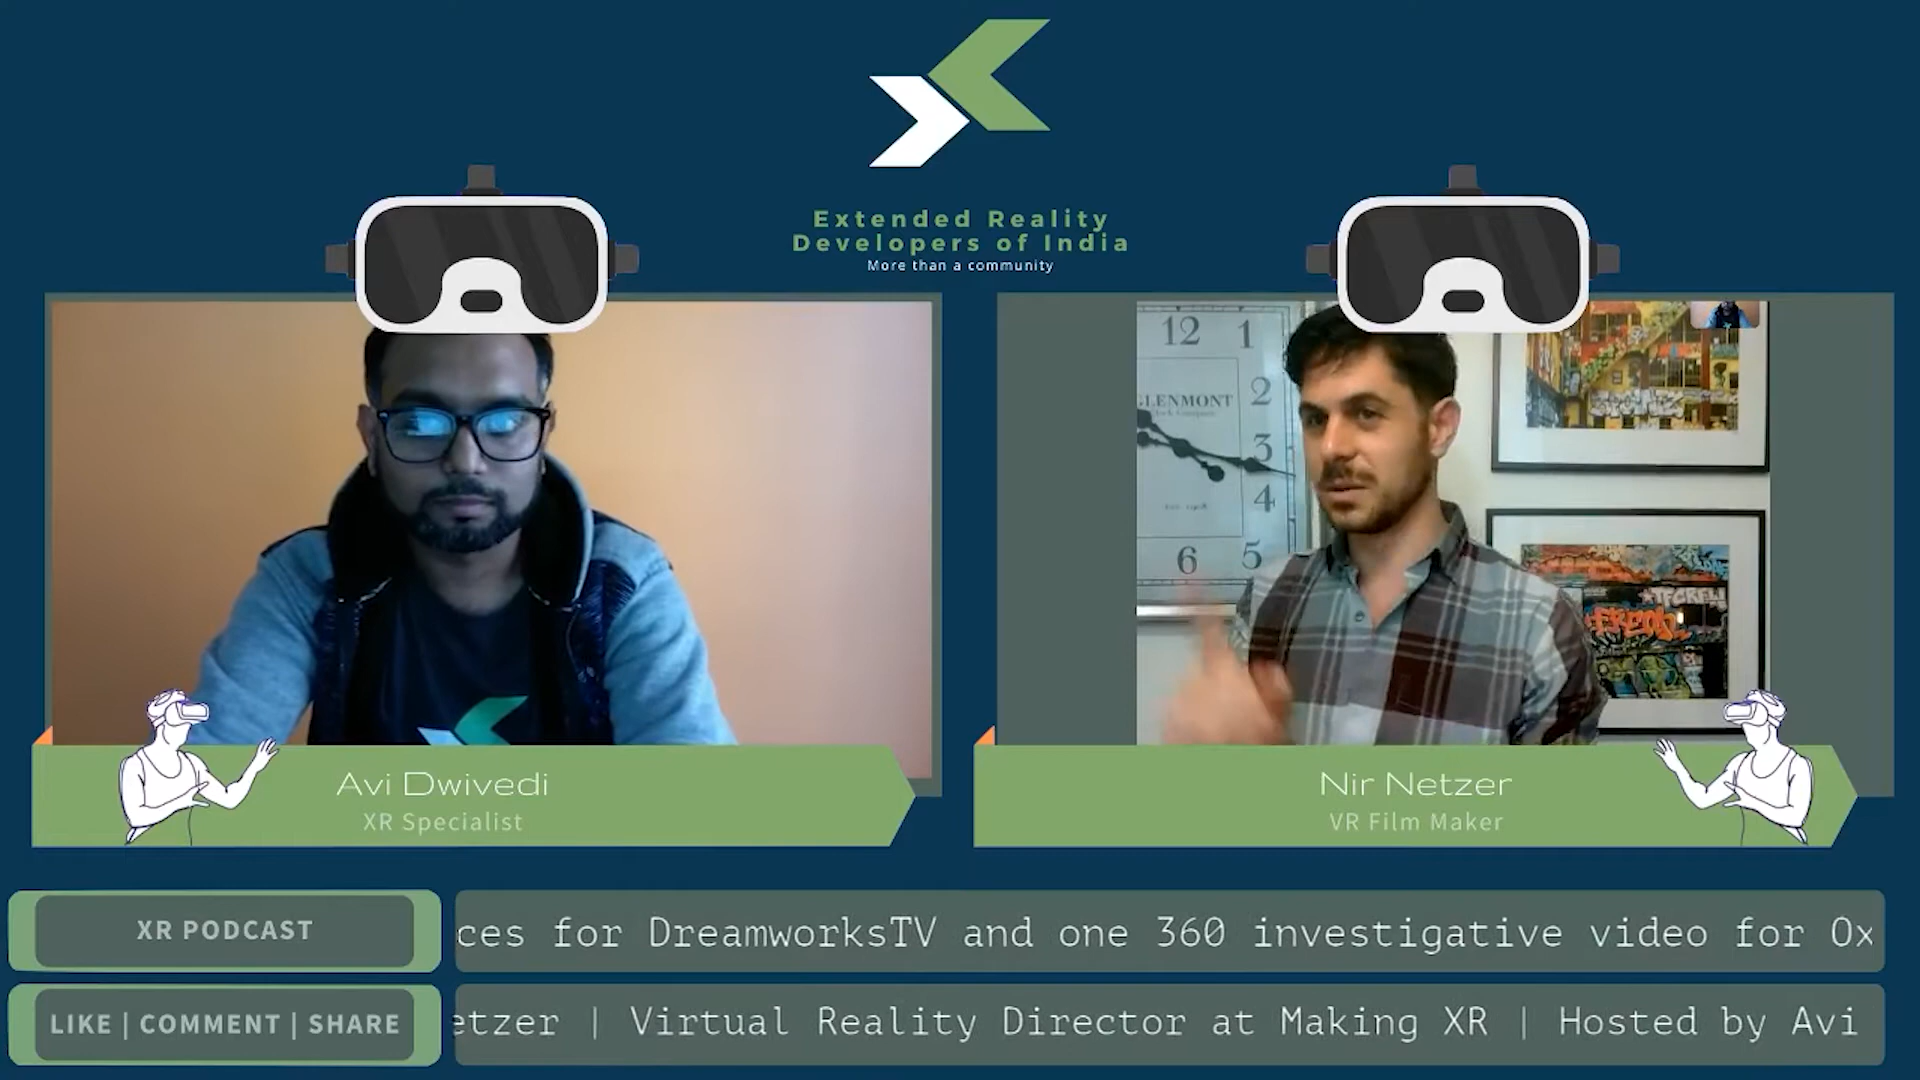 Extended Reality
Developers of India
More than a community
12
1
2
3
4
5
6
GLENMONT
Avi Dwivedi
XR Specialist
Nir Netzer
VR Film Maker
XR PODCAST
ces for DreamworksTV and one 360 investigative video for Ox
LIKE | COMMENT | SHARE
etzer | Virtual Reality Director at Making XR | Hosted by Avi